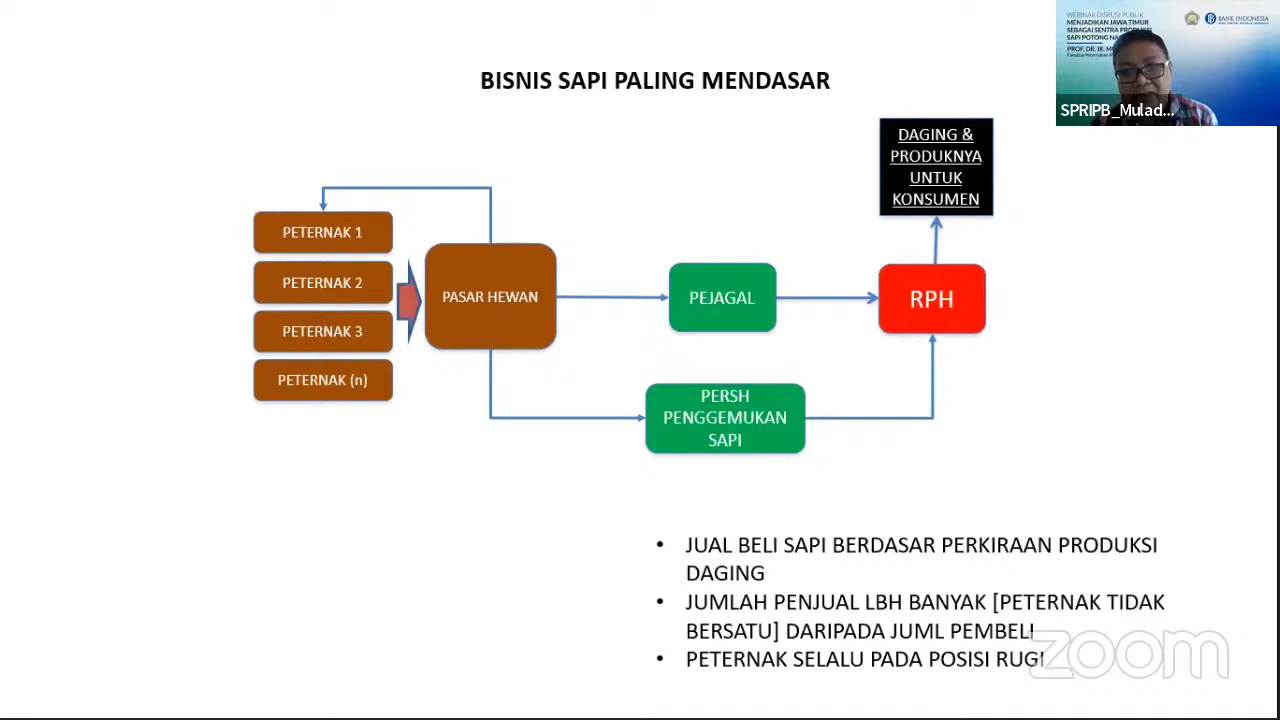 BISNIS SAPI PALING MENDASAR
WEBINAR DISKUSI PUBLIK
MENJADIKAN JAWA TIMUR
SEBAGAI SENTRA PRODUKSI
SAPI POTONG
PROF. DR. IR.
BANK INDONESIA
SPRIPB_Mulad...
DAGING &
PRODUKNYA
UNTUK
KONSUMEN
PETERNAK 1
PETERNAK 2
PETERNAK 3
PETERNAK (n)
PASAR HEWAN
PEJAGAL
RPH
PERSH
PENGGEMUKAN
SAPI
• JUAL BELI SAPI BERDASAR PERKIRAAN PRODUKSI
DAGING
• JUMLAH PENJUAL LBH BANYAK [PETERNAK TIDAK
BERSATU] DARIPADA JUML PEMBELI
• PETERNAK SELALU PADA POSISI RUGI
zoom